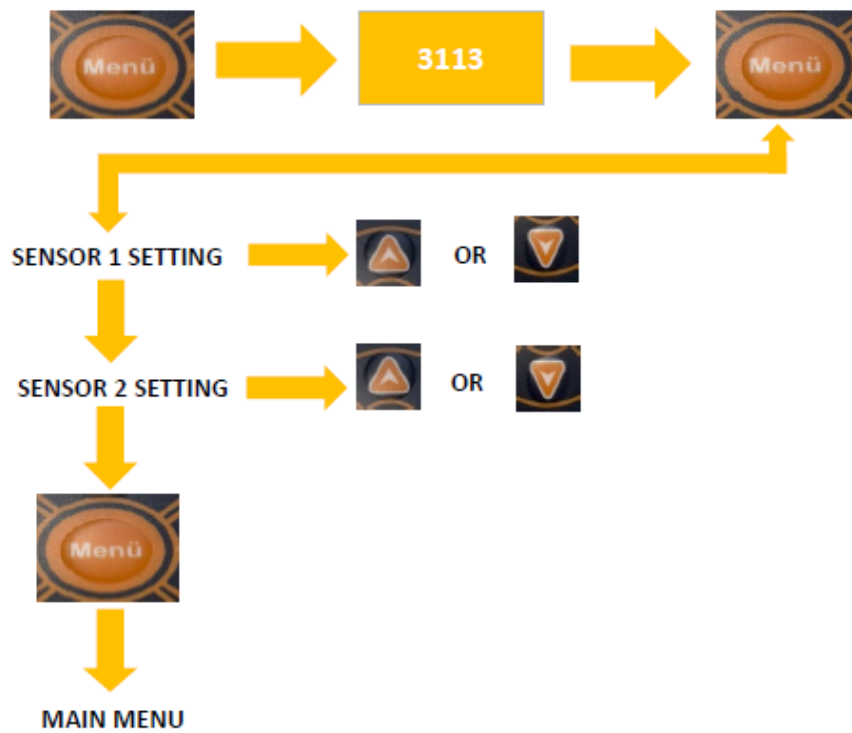 Menü
3113
Menü
SENSOR 1 SETTING
OR
SENSOR 2 SETTING
OR
Menü
MAIN MENU